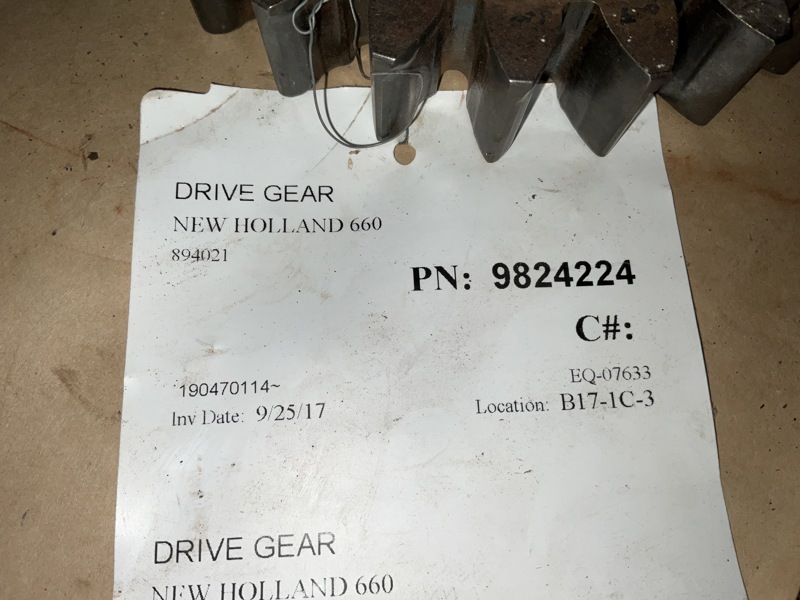 DRIVE GEAR
NEW HOLLAND 660
894021
PN: 9824224
C#:
EQ-07633
190470114~
Inv Date: 9/25/17
Location: B17-1C-3
DRIVE GEAR
NEW HOLLAND 660